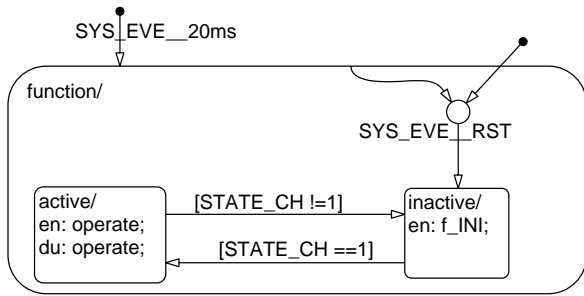 SYS_EVE__20ms
function/
SYS_EVE__RST
active/
en: operate;
du: operate;
[STATE_CH !=1]
[STATE_CH ==1]
inactive/
en: f_INI;